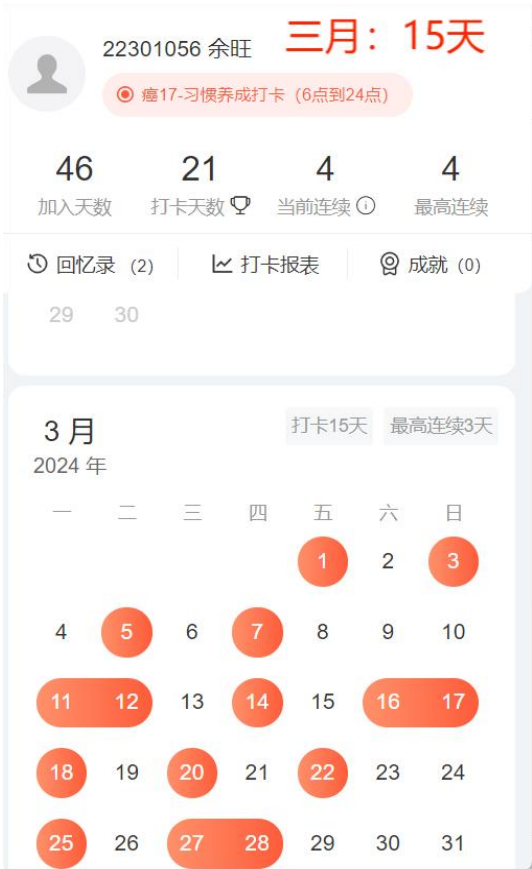 22301056 余旺
三月：15天
癌17-习惯养成打卡（6点到24点）
46 21 4 4
加入天数 打卡天数 当前连续 最高连续
回忆录（2） 打卡报表 成就（0）
29 30
3月 打卡15天 最高连续3天
2024 年
一 二 三 四 五 六 日
1 2 3
4 5 6 7 8 9 10
11 12 13 14 15 16 17
18 19 20 21 22 23 24
25 26 27 28 29 30 31